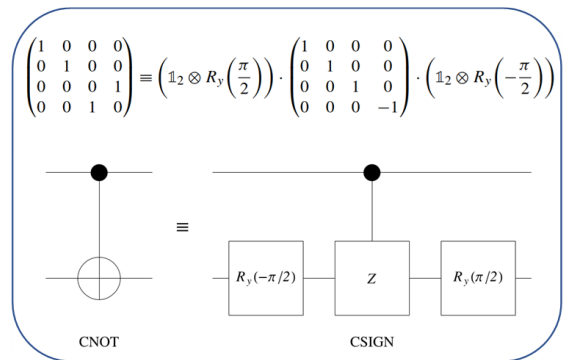 (1 0 0 0
0 1 0 0
0 0 0 1
0 0 1 0) ≡ (𝟙₂ ⊗ R_y(π/2)) · (1 0 0 0
0 1 0 0
0 0 1 0
0 0 0 −1) · (𝟙₂ ⊗ R_y(−π/2))
≡
R_y(−π/2) Z R_y(π/2)
CNOT CSIGN